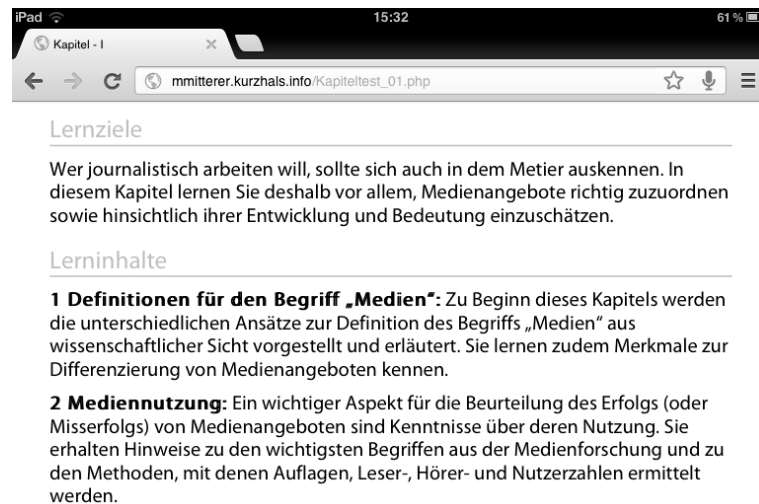 iPad 15:32 61 %
Kapitel - I
mmitterer.kurzhals.info/Kapiteltest_01.php
Lernziele
Wer journalistisch arbeiten will, sollte sich auch in dem Metier auskennen. In
diesem Kapitel lernen Sie deshalb vor allem, Medienangebote richtig zuzuordnen
sowie hinsichtlich ihrer Entwicklung und Bedeutung einzuschätzen.
Lerninhalte
1 Definitionen für den Begriff „Medien“: Zu Beginn dieses Kapitels werden
die unterschiedlichen Ansätze zur Definition des Begriffs „Medien“ aus
wissenschaftlicher Sicht vorgestellt und erläutert. Sie lernen zudem Merkmale zur
Differenzierung von Medienangeboten kennen.
2 Mediennutzung: Ein wichtiger Aspekt für die Beurteilung des Erfolgs (oder
Misserfolgs) von Medienangeboten sind Kenntnisse über deren Nutzung. Sie
erhalten Hinweise zu den wichtigsten Begriffen aus der Medienforschung und zu
den Methoden, mit denen Auflagen, Leser-, Hörer- und Nutzerzahlen ermittelt
werden.